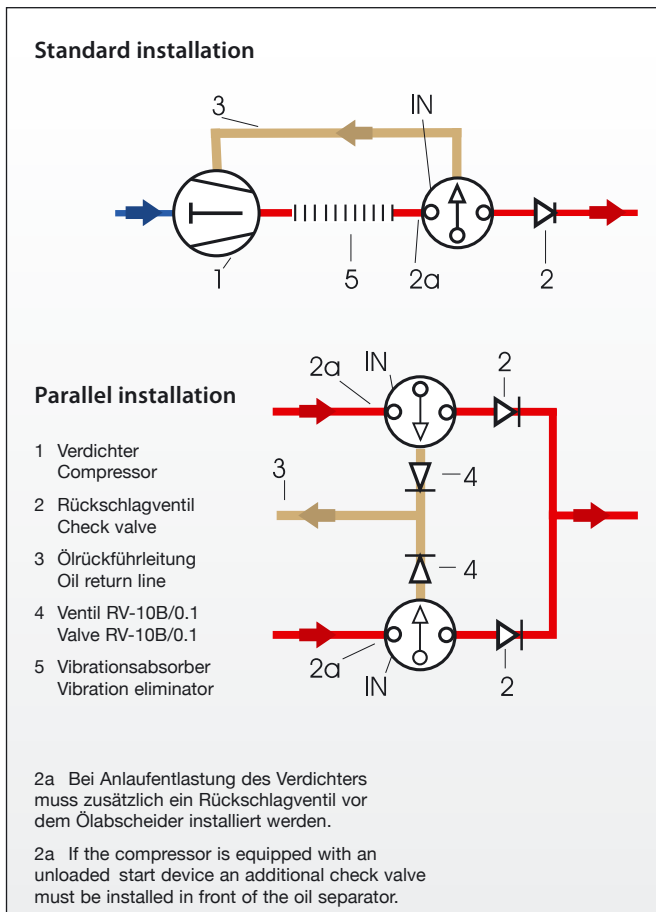 Standard installation
3
IN
1
5
2a
2
Parallel installation
2a
IN
2
1 Verdichter
Compressor
2 Rückschlagventil
Check valve
3 Ölrückführleitung
Oil return line
4 Ventil RV-10B/0.1
Valve RV-10B/0.1
5 Vibrationsabsorber
Vibration eliminator
3
4
4
2a
IN
2
2a Bei Anlaufentlastung des Verdichters
muss zusätzlich ein Rückschlagventil vor
dem Ölabscheider installiert werden.
2a If the compressor is equipped with an
unloaded start device an additional check valve
must be installed in front of the oil separator.